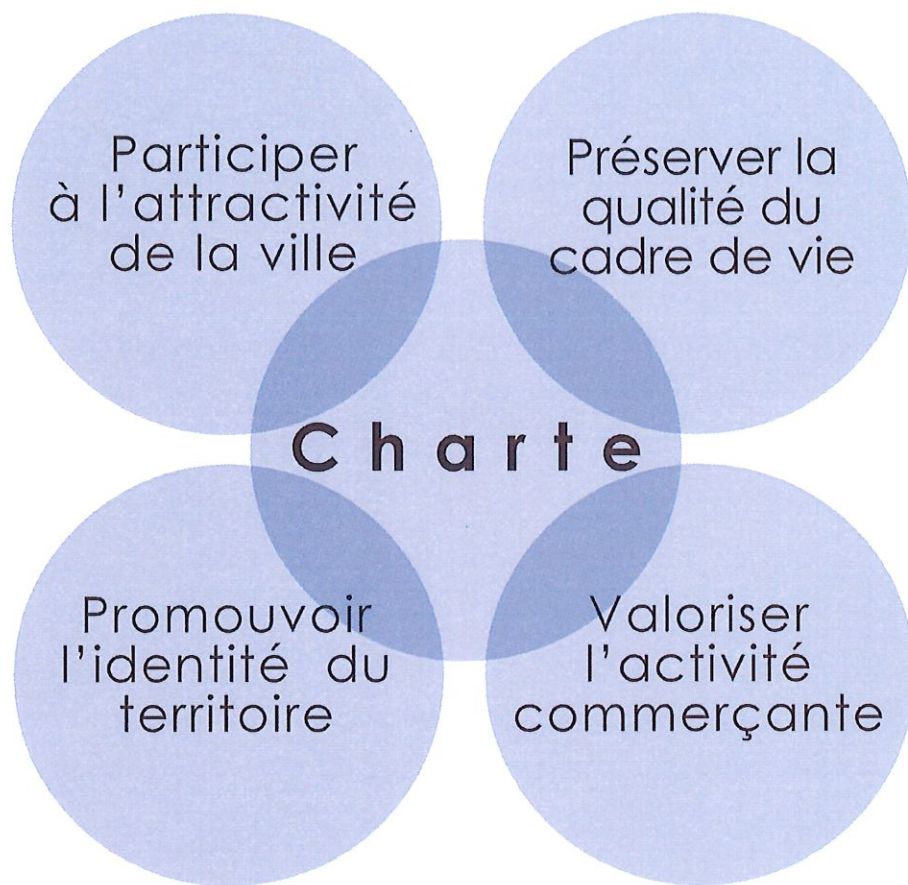 Participer
à l'attractivité
de la ville
Préserver la
qualité du
cadre de vie
Charte
Promouvoir
l'identité du
territoire
Valoriser
l'activité
commerçante